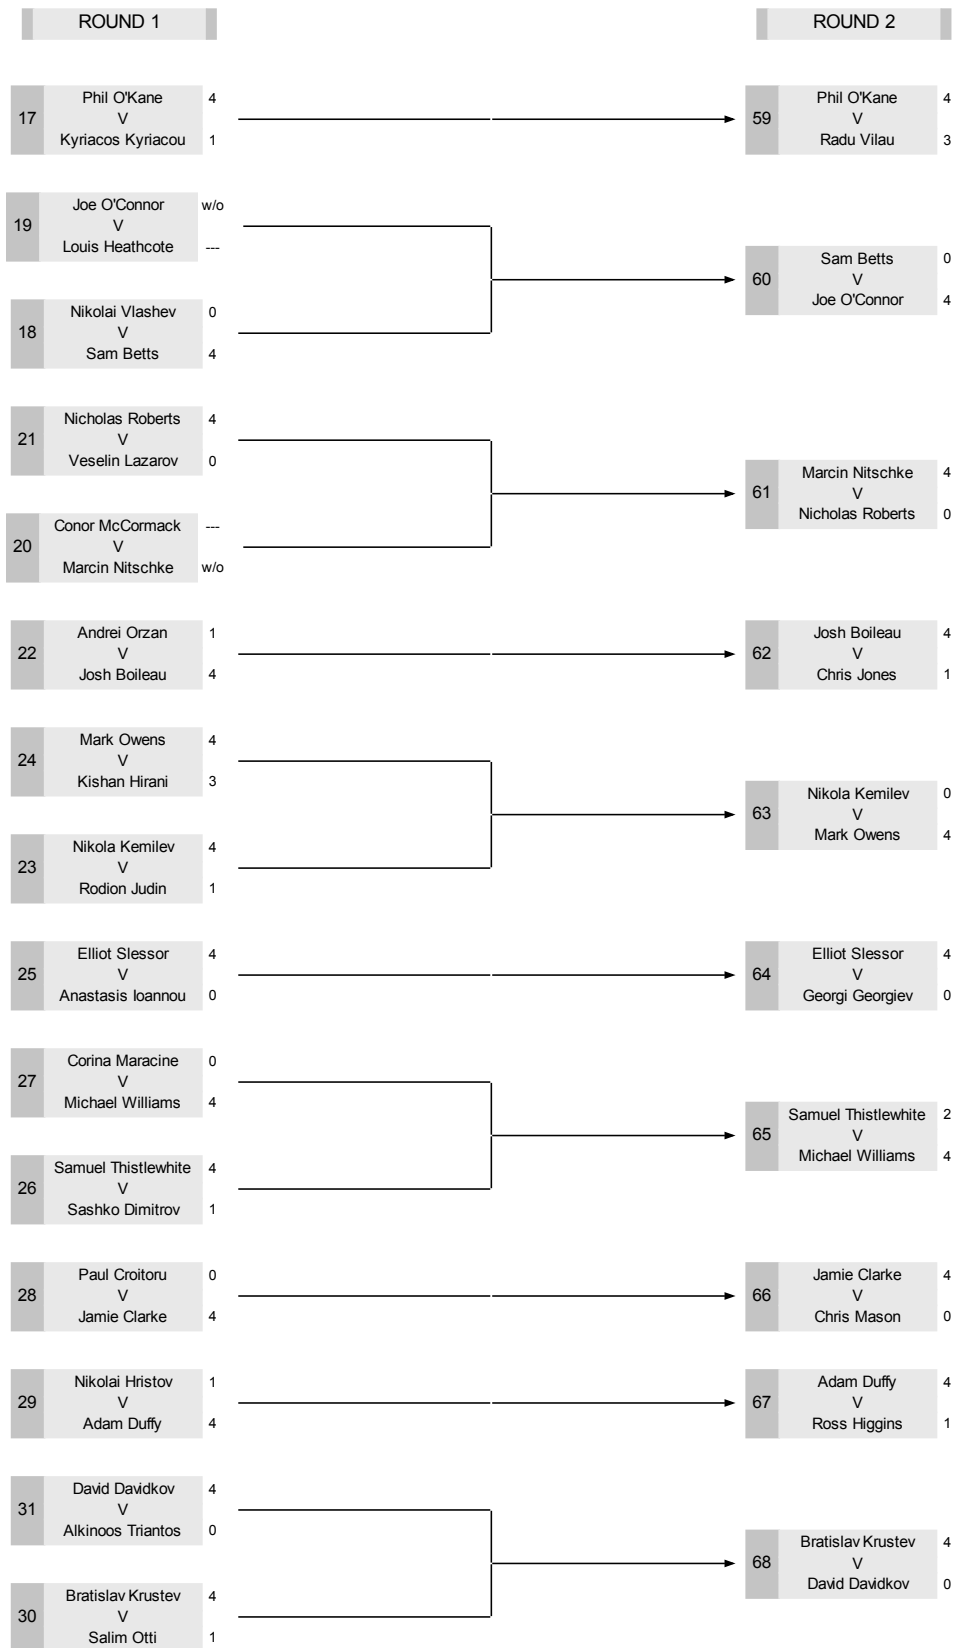 ROUND 1
ROUND 2
17
Phil O'Kane 4
V
Kyriacos Kyriacou 1
59
Phil O'Kane 4
V
Radu Vilau 3
19
Joe O'Connor w/o
V
Louis Heathcote ---
18
Nikolai Vlashev 0
V
Sam Betts 4
60
Sam Betts 0
V
Joe O'Connor 4
21
Nicholas Roberts 4
V
Veselin Lazarov 0
20
Conor McCormack ---
V
Marcin Nitschke w/o
61
Marcin Nitschke 4
V
Nicholas Roberts 0
22
Andrei Orzan 1
V
Josh Boileau 4
62
Josh Boileau 4
V
Chris Jones 1
24
Mark Owens 4
V
Kishan Hirani 3
23
Nikola Kemilev 4
V
Rodion Judin 1
63
Nikola Kemilev 0
V
Mark Owens 4
25
Elliot Slessor 4
V
Anastasis Ioannou 0
64
Elliot Slessor 4
V
Georgi Georgiev 0
27
Corina Maracine 0
V
Michael Williams 4
26
Samuel Thistlewhite 4
V
Sashko Dimitrov 1
65
Samuel Thistlewhite 2
V
Michael Williams 4
28
Paul Croitoru 0
V
Jamie Clarke 4
66
Jamie Clarke 4
V
Chris Mason 0
29
Nikolai Hristov 1
V
Adam Duffy 4
67
Adam Duffy 4
V
Ross Higgins 1
31
David Davidkov 4
V
Alkinoos Triantos 0
30
Bratislav Krustev 4
V
Salim Otti 1
68
Bratislav Krustev 4
V
David Davidkov 0